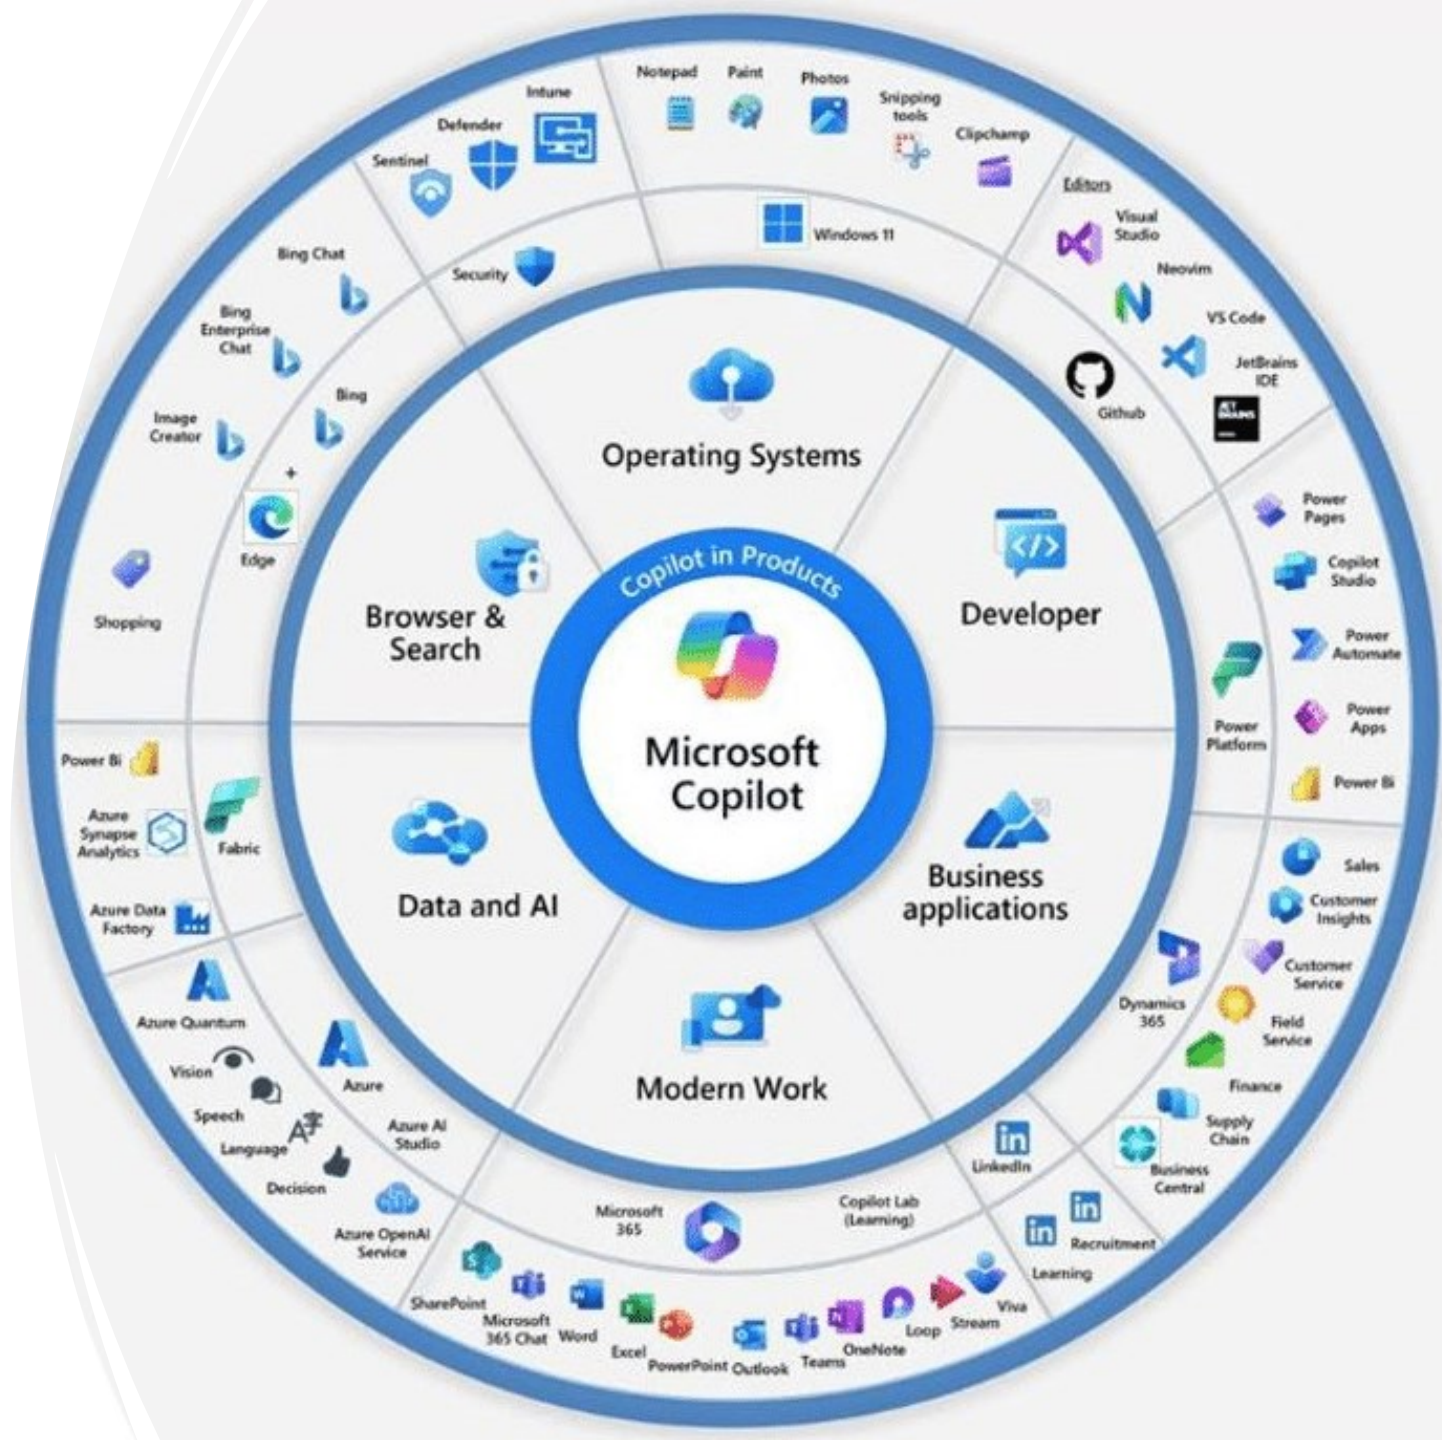 Notepad
Paint
Photos
Snipping
tools
Clipchamp
Intune
Defender
Sentinel
Windows 11
Security
Editors
Visual
Studio
Neovim
VS Code
JetBrains
IDE
JET
BRAINS
Github
Bing Chat
Bing
Enterprise
Chat
Image
Creator
Bing
+
Edge
Shopping
Operating Systems
Browser &
Search
Developer
Copilot in Products
Microsoft
Copilot
Data and AI
Business
applications
Modern Work
Power
Pages
Copilot
Studio
Power
Automate
Power
Apps
Power Bi
Power
Platform
Power Bi
Azure
Synapse
Analytics
Azure Data
Factory
Fabric
Sales
Customer
Insights
Customer
Service
Field
Service
Finance
Supply
Chain
Business
Central
Dynamics
365
Azure Quantum
Vision
Speech
Language
Decision
Azure OpenAI
Service
Azure
Azure AI
Studio
Microsoft
365
Copilot Lab
(Learning)
in
LinkedIn
in
Recruitment
in
Learning
SharePoint
Microsoft
365 Chat
Word
Excel
PowerPoint
Outlook
Teams
OneNote
Loop
Stream
Viva